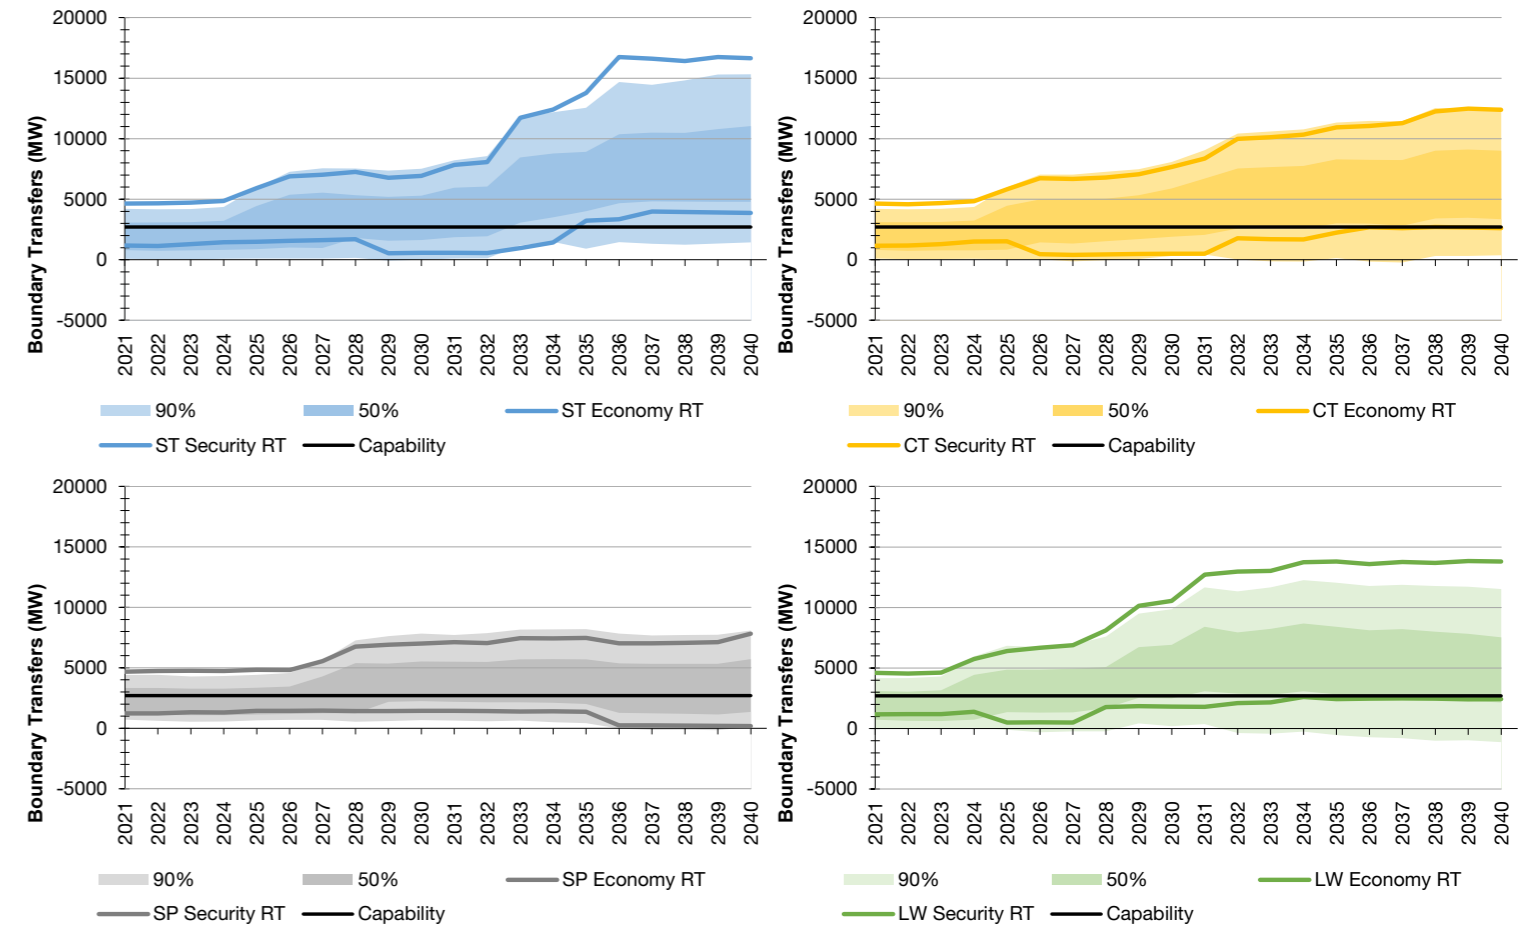 Boundary Transfers (MW)
20000
15000
10000
5000
0
-5000
2021 2022 2023 2024 2025 2026 2027 2028 2029 2030 2031 2032 2033 2034 2035 2036 2037 2038 2039 2040
90% 50% ST Economy RT
ST Security RT Capability
Boundary Transfers (MW)
20000
15000
10000
5000
0
-5000
2021 2022 2023 2024 2025 2026 2027 2028 2029 2030 2031 2032 2033 2034 2035 2036 2037 2038 2039 2040
90% 50% CT Economy RT
CT Security RT Capability
Boundary Transfers (MW)
20000
15000
10000
5000
0
-5000
2021 2022 2023 2024 2025 2026 2027 2028 2029 2030 2031 2032 2033 2034 2035 2036 2037 2038 2039 2040
90% 50% SP Economy RT
SP Security RT Capability
Boundary Transfers (MW)
20000
15000
10000
5000
0
-5000
2021 2022 2023 2024 2025 2026 2027 2028 2029 2030 2031 2032 2033 2034 2035 2036 2037 2038 2039 2040
90% 50% LW Economy RT
LW Security RT Capability